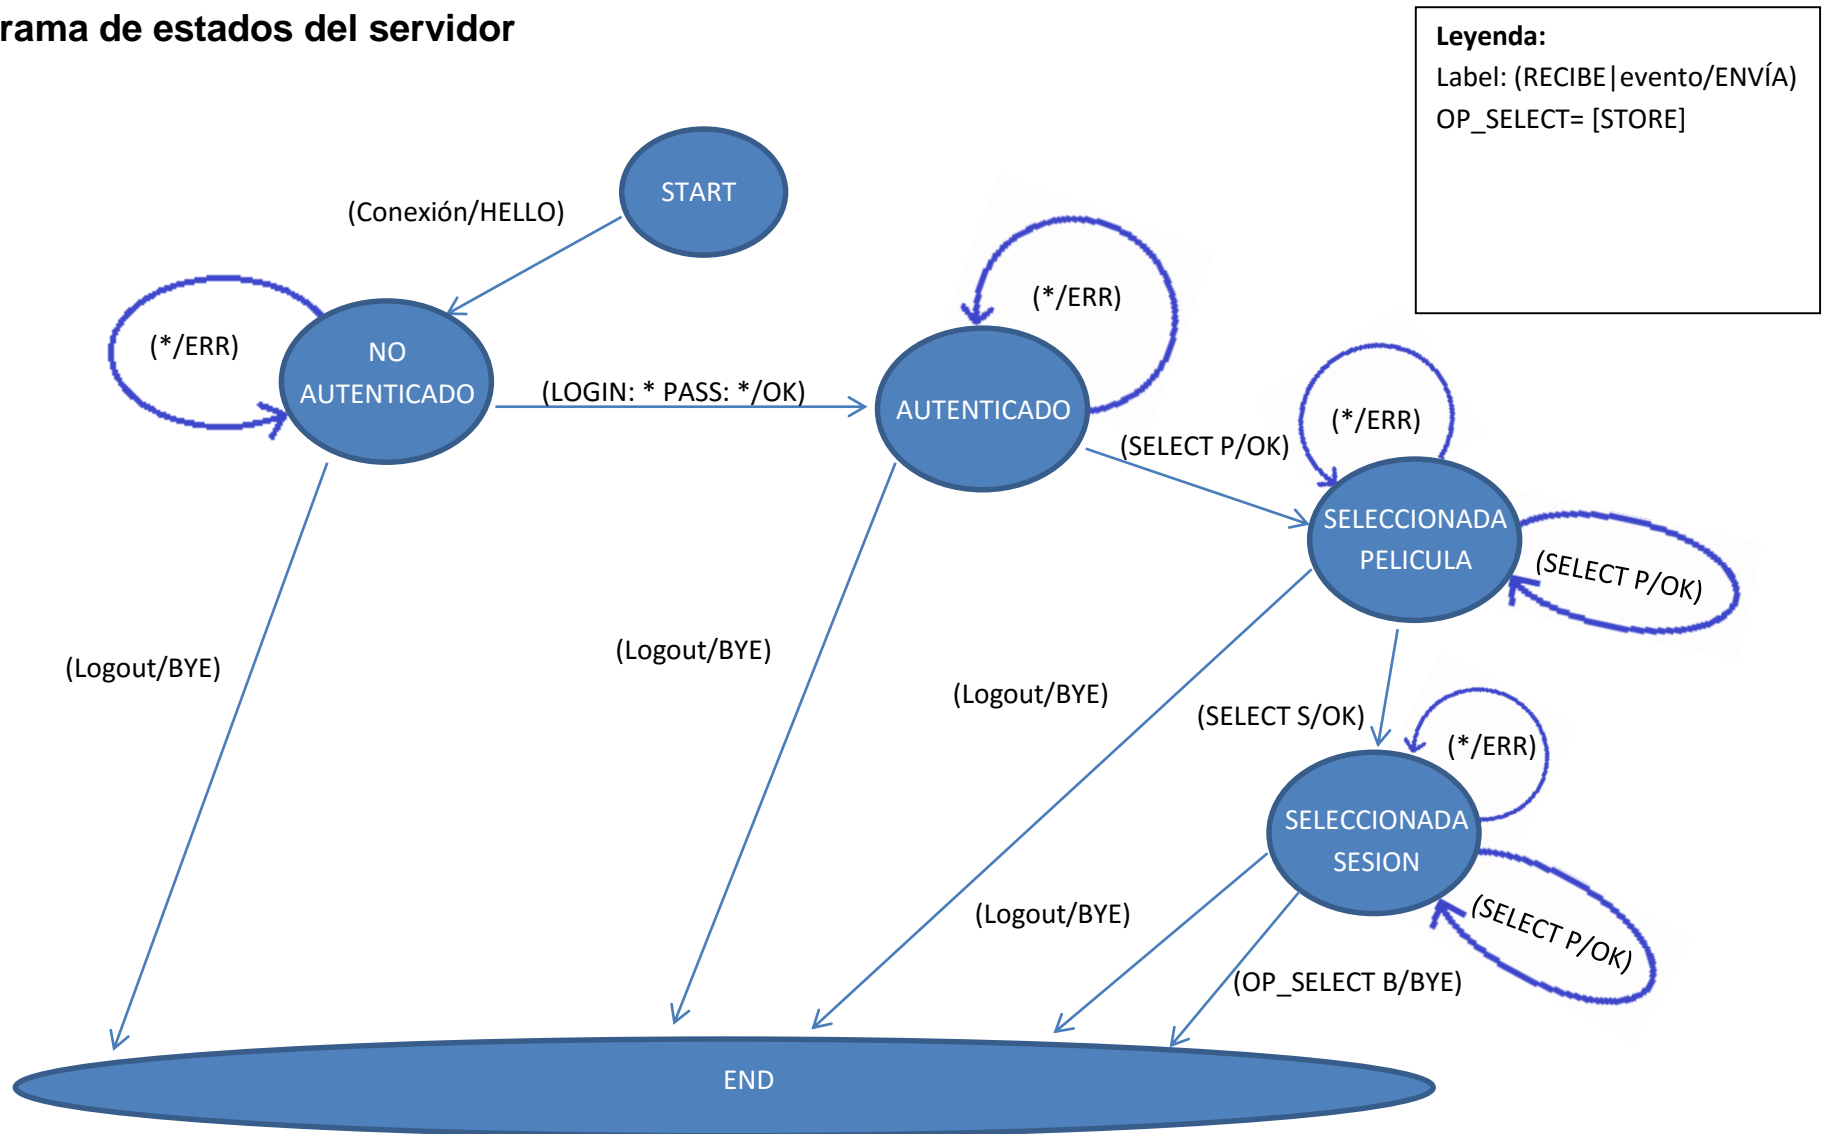 rama de estados del servidor
Leyenda:
Label: (RECIBE|evento/ENVÍA)
OP_SELECT= [STORE]
START
(Conexión/HELLO)
(*/ERR)
(*/ERR)
NO
AUTENTICADO
(LOGIN: * PASS: */OK)
AUTENTICADO
(*/ERR)
(SELECT P/OK)
SELECCIONADA
PELICULA
(SELECT P/OK)
(Logout/BYE)
(Logout/BYE)
(Logout/BYE)
(SELECT S/OK)
(*/ERR)
SELECCIONADA
SESION
(Logout/BYE)
(SELECT P/OK)
(OP_SELECT B/BYE)
END